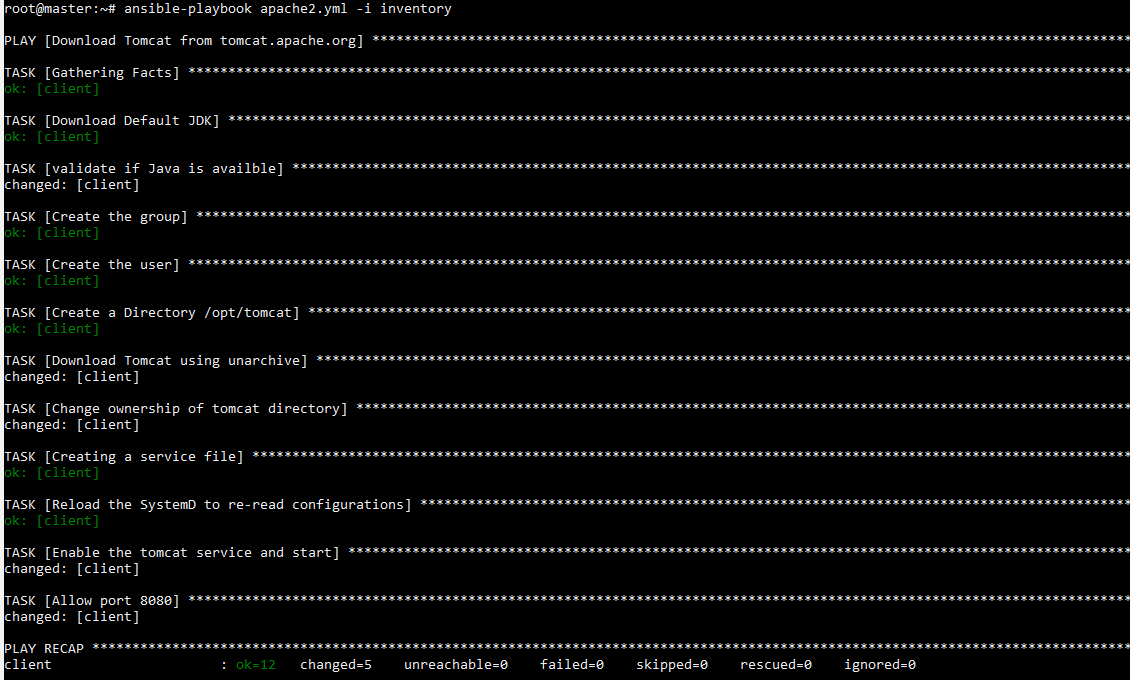 root@master:~# ansible-playbook apache2.yml -i inventory
PLAY [Download Tomcat from tomcat.apache.org] ***********************************************************************************************
TASK [Gathering Facts] **********************************************************************************************************************
ok: [client]
TASK [Download Default JDK] *****************************************************************************************************************
ok: [client]
TASK [validate if Java is availble] *********************************************************************************************************
changed: [client]
TASK [Create the group] *********************************************************************************************************************
ok: [client]
TASK [Create the user] **********************************************************************************************************************
ok: [client]
TASK [Create a Directory /opt/tomcat] *******************************************************************************************************
ok: [client]
TASK [Download Tomcat using unarchive] ******************************************************************************************************
changed: [client]
TASK [Change ownership of tomcat directory] *************************************************************************************************
changed: [client]
TASK [Creating a service file] **************************************************************************************************************
ok: [client]
TASK [Reload the SystemD to re-read configurations] *****************************************************************************************
ok: [client]
TASK [Enable the tomcat service and start] **************************************************************************************************
changed: [client]
TASK [Allow port 8080] **********************************************************************************************************************
changed: [client]
PLAY RECAP **********************************************************************************************************************************
client                     : ok=12   changed=5    unreachable=0    failed=0    skipped=0    rescued=0    ignored=0